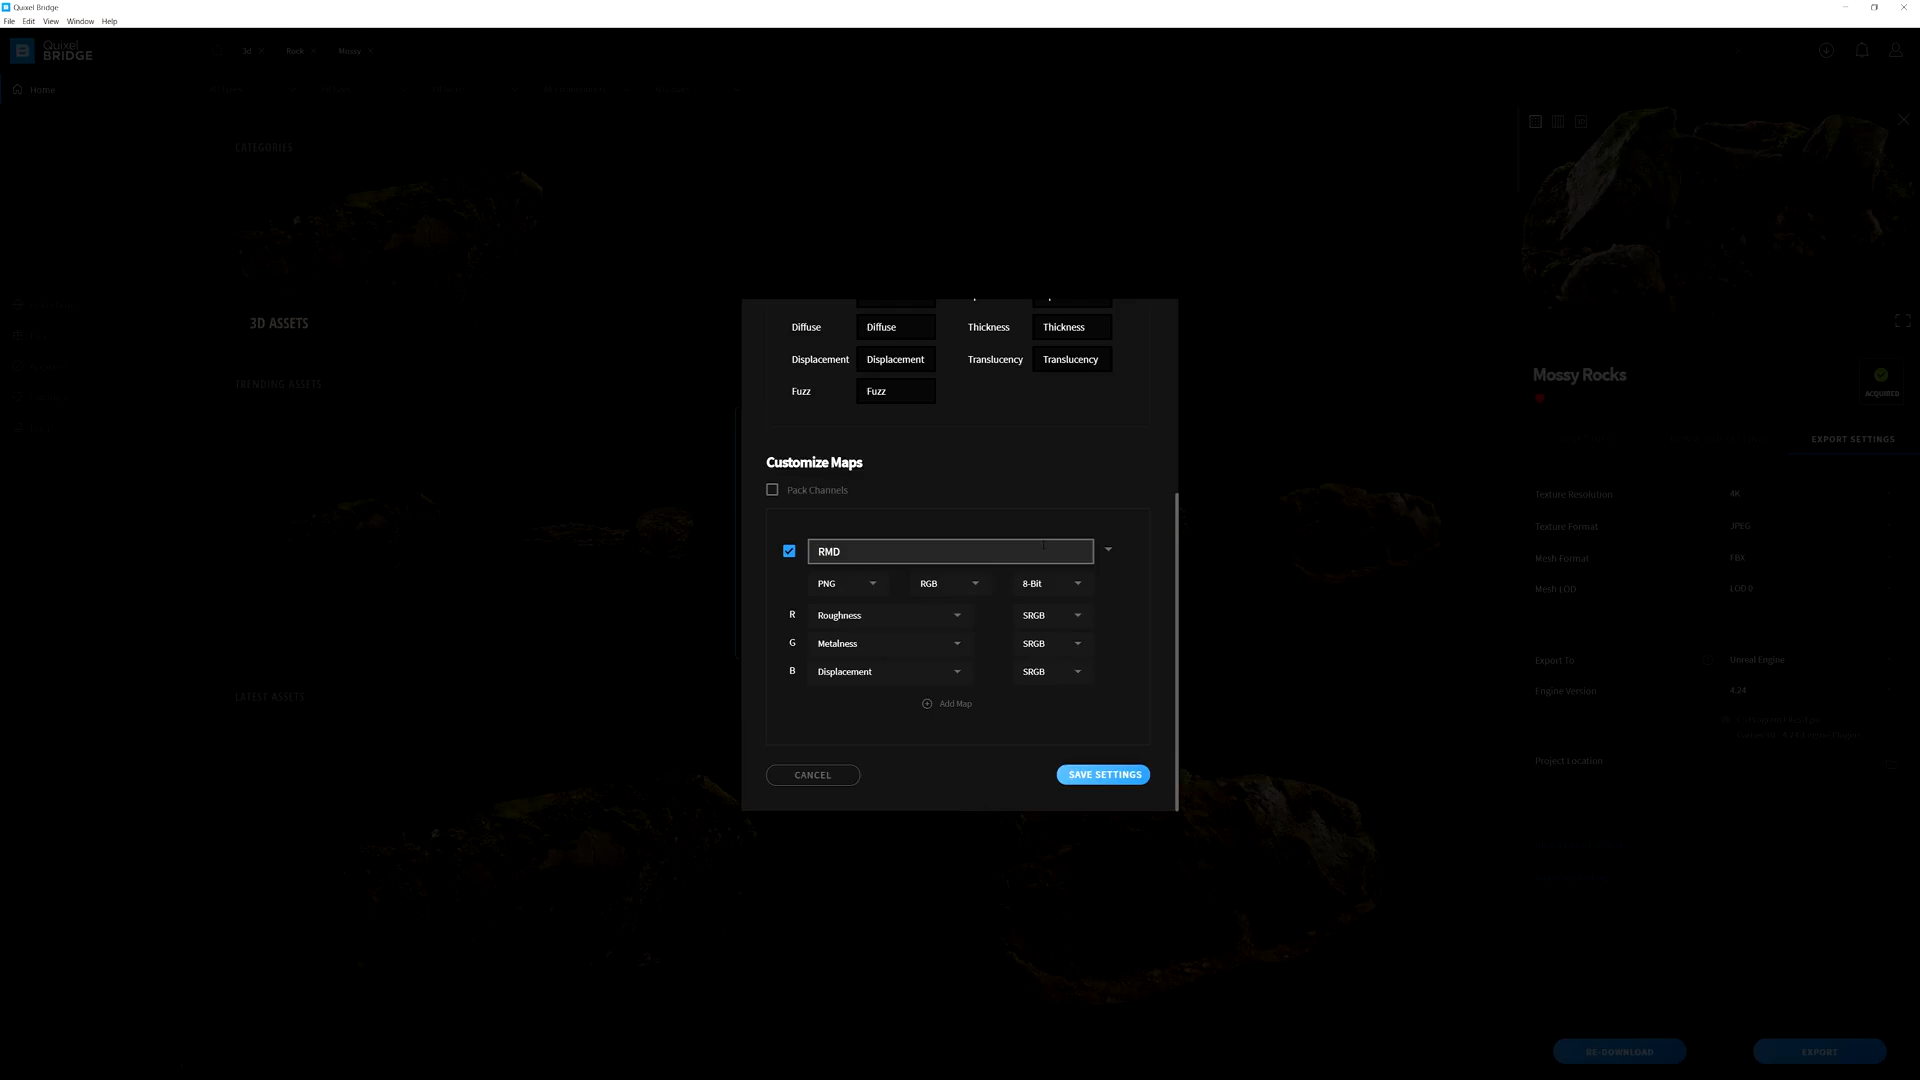 Quixel Bridge
File Edit View Window Help
Quixel
BRIDGE
3d Rock Mossy
Home
CATEGORIES
3D ASSETS
TRENDING ASSETS
LATEST ASSETS
Diffuse Diffuse Thickness Thickness
Displacement Displacement Translucency Translucency
Fuzz Fuzz
Customize Maps
Pack Channels
RMD
PNG RGB 8-Bit
R Roughness SRGB
G Metalness SRGB
B Displacement SRGB
Add Map
CANCEL SAVE SETTINGS
Mossy Rocks
ACQUIRED
EXPORT SETTINGS
Texture Resolution 4K
Texture Format JPEG
Mesh Format FBX
Mesh LOD LOD 0
Export To Unreal Engine
Engine Version 4.24
Project Location
RE-DOWNLOAD EXPORT